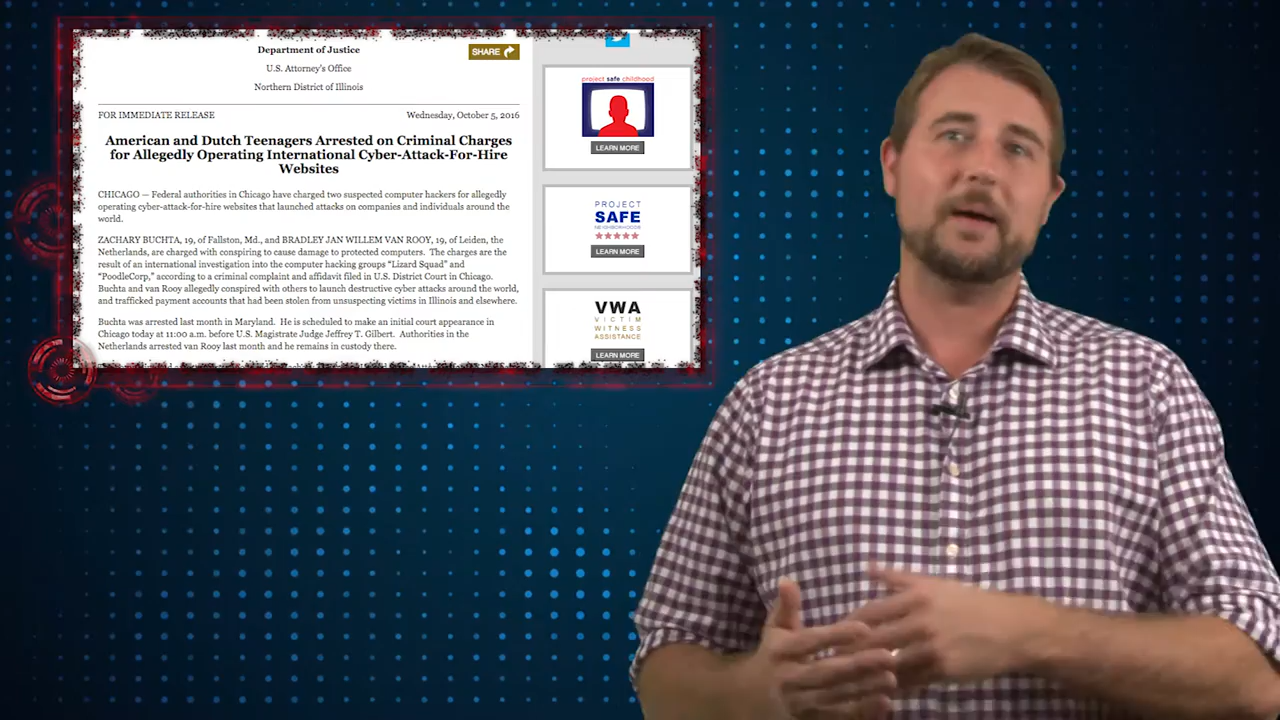 Department of Justice
SHARE
U.S. Attorney's Office
Northern District of Illinois
FOR IMMEDIATE RELEASE
Wednesday, October 5, 2016
American and Dutch Teenagers Arrested on Criminal Charges
for Allegedly Operating International Cyber-Attack-For-Hire
Websites
CHICAGO — Federal authorities in Chicago have charged two suspected computer hackers for allegedly
operating cyber-attack-for-hire websites that launched attacks on companies and individuals around the
world.
ZACHARY BUCHTA, 19, of Fallston, Md., and BRADLEY JAN WILLEM VAN ROOY, 19, of Leiden, the
Netherlands, are charged with conspiring to cause damage to protected computers.  The charges are the
result of an international investigation into the computer hacking groups “Lizard Squad” and
“PoodleCorp,” according to a criminal complaint and affidavit filed in U.S. District Court in Chicago.
Buchta and van Rooy allegedly conspired with others to launch destructive cyber attacks around the world,
and trafficked payment accounts that had been stolen from unsuspecting victims in Illinois and elsewhere.
Buchta was arrested last month in Maryland.  He is scheduled to make an initial court appearance in
Chicago today at 11:00 a.m. before U.S. Magistrate Judge Jeffrey T. Gilbert.  Authorities in the
Netherlands arrested van Rooy last month and he remains in custody there.
project safe childhood
LEARN MORE
PROJECT
SAFE
NEIGHBORHOODS
LEARN MORE
VWA
VICTIM
WITNESS
ASSISTANCE
LEARN MORE